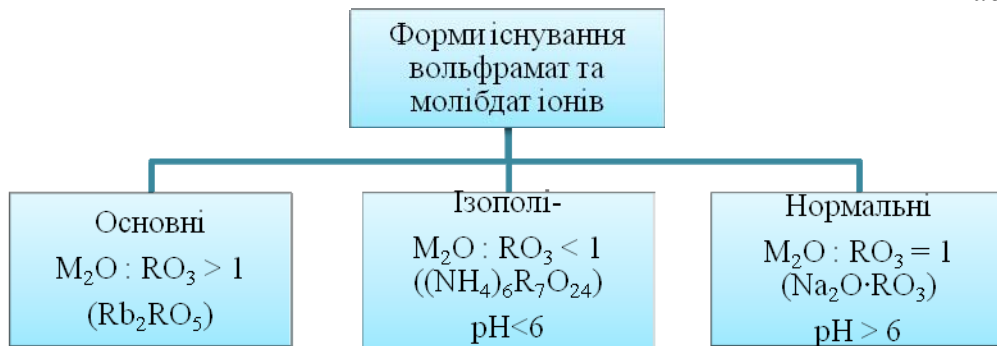 Форми існування
вольфрамат та
молібдат іонів
Основні
M₂O : RO₃ > 1
(Rb₂RO₅)
Ізополі-
M₂O : RO₃ < 1
((NH₄)₆R₇O₂₄)
pH<6
Нормальні
M₂O : RO₃ = 1
(Na₂O·RO₃)
pH > 6